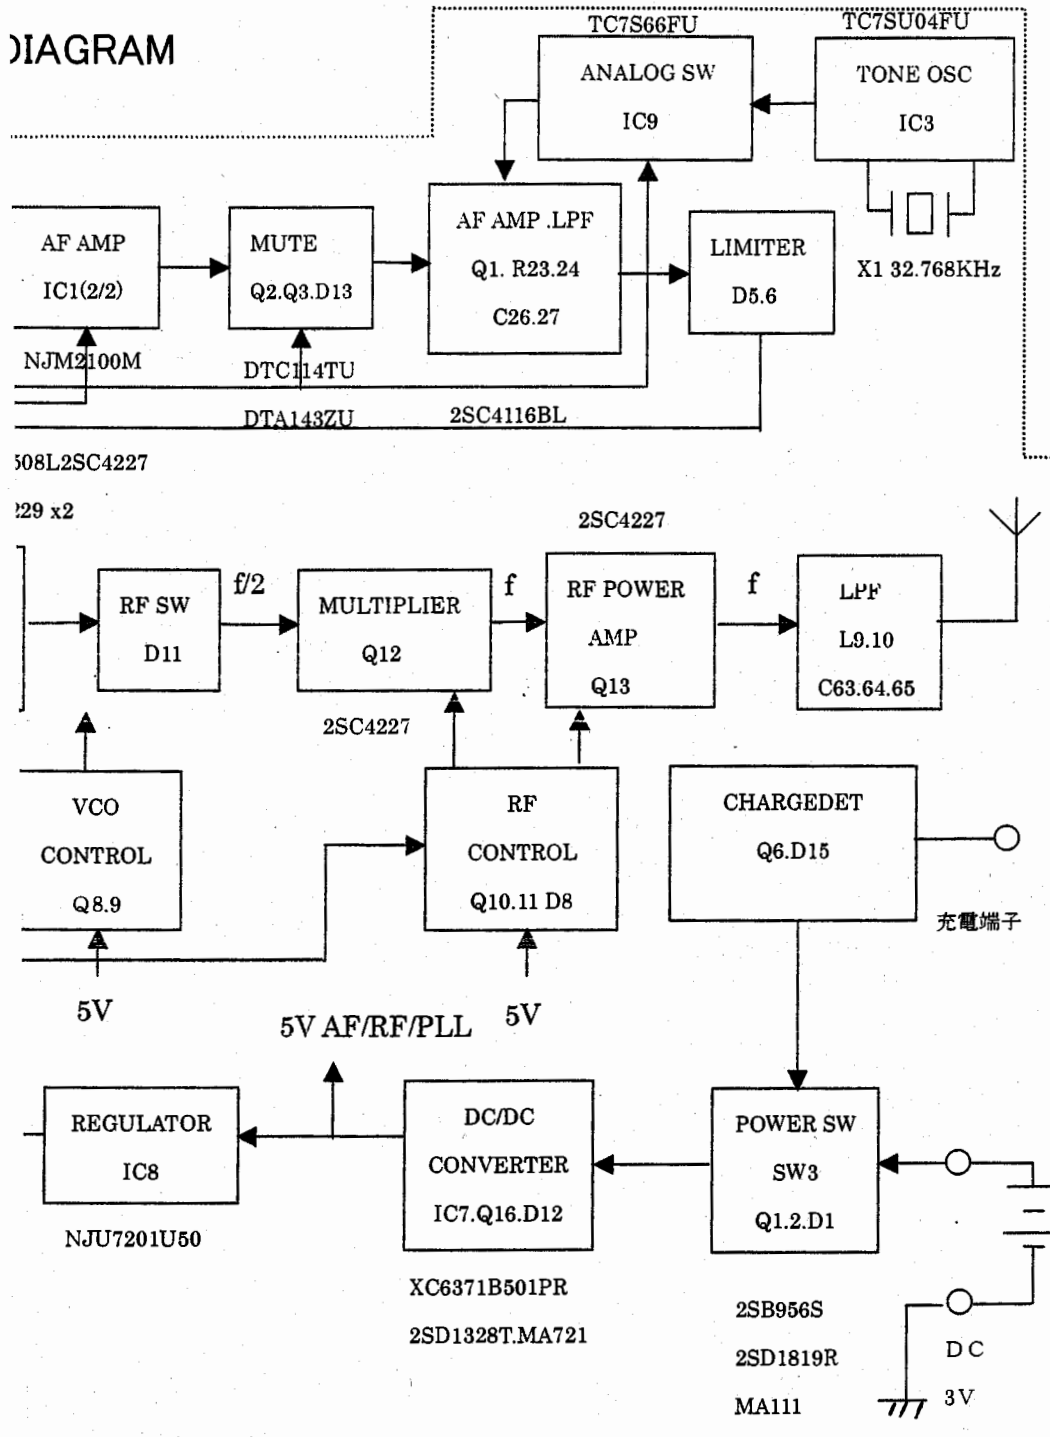 DIAGRAM
TC7S66FU
TC7SU04FU
ANALOG SW
IC9
TONE OSC
IC3
X1 32.768KHz
AF AMP
IC1(2/2)
NJM2100M
MUTE
Q2.Q3.D13
DTC114TU
DTA143ZU
AF AMP .LPF
Q1. R23.24
C26.27
2SC4116BL
LIMITER
D5.6
508L2SC4227
229 x2
RF SW
D11
f/2
MULTIPLIER
Q12
2SC4227
f
2SC4227
RF POWER
AMP
Q13
f
LPF
L9.10
C63.64.65
VCO
CONTROL
Q8.9
5V
RF
CONTROL
Q10.11 D8
5V
CHARGEDET
Q6.D15
充電端子
5V AF/RF/PLL
REGULATOR
IC8
NJU7201U50
DC/DC
CONVERTER
IC7.Q16.D12
XC6371B501PR
2SD1328T.MA721
POWER SW
SW3
Q1.2.D1
2SB956S
2SD1819R
MA111
DC
3V